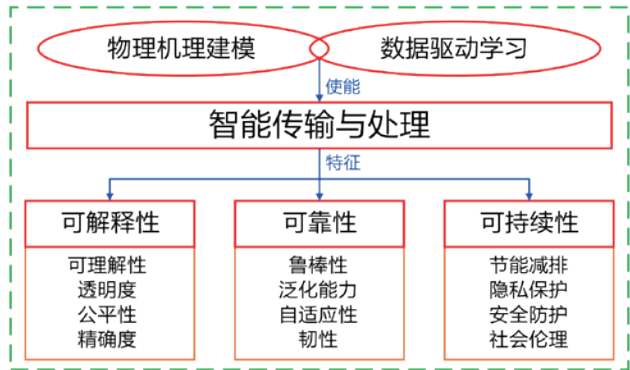 物理机理建模
数据驱动学习
使能
智能传输与处理
特征
可解释性
可理解性
透明度
公平性
精确度
可靠性
鲁棒性
泛化能力
自适应性
韧性
可持续性
节能减排
隐私保护
安全防护
社会伦理